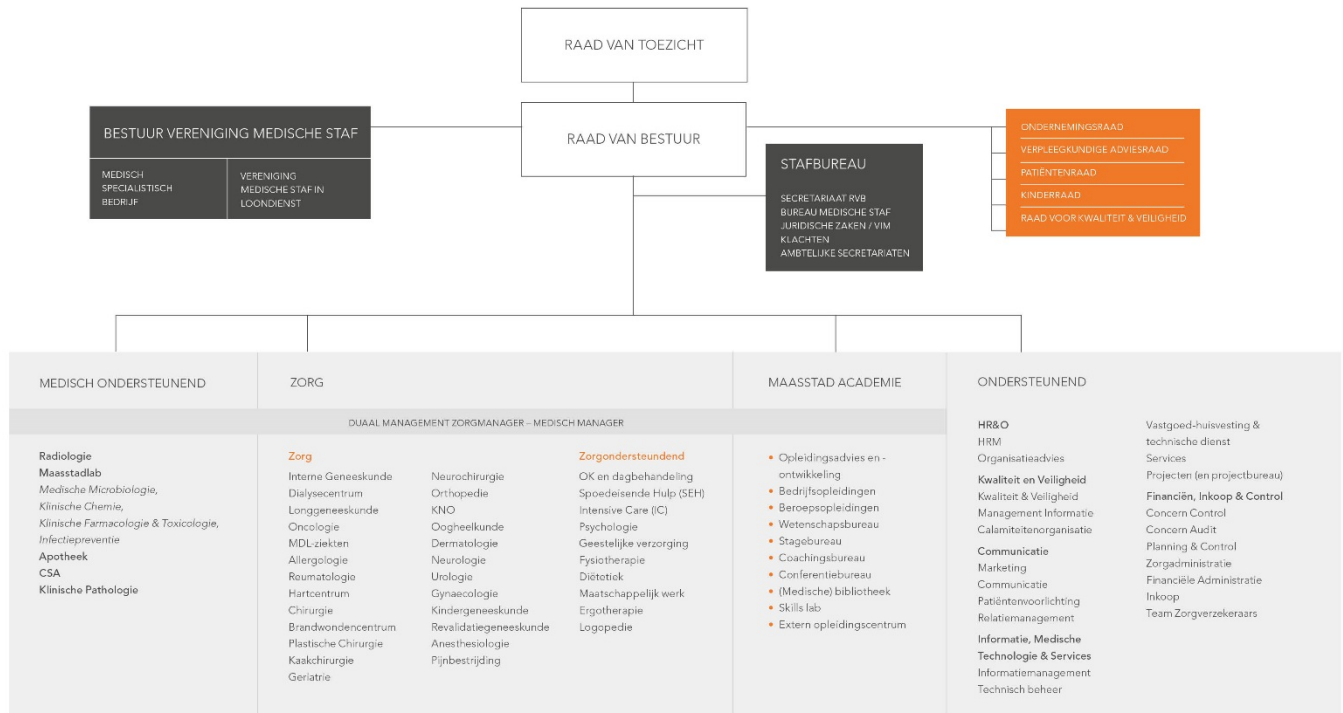 RAAD VAN TOEZICHT
BESTUUR VERENIGING MEDISCHE STAF
MEDISCH
SPECIALISTISCH
BEDRIJF
VERENIGING
MEDISCHE STAF IN
LOONDIENST
RAAD VAN BESTUUR
STAFBUREAU
SECRETARIAAT RVB
BUREAU MEDISCHE STAF
JURIDISCHE ZAKEN / VIM
KLACHTEN
AMBTELIJKE SECRETARIATEN
ONDERNEMINGSRAAD
VERPLEEGKUNDIGE ADVIESRAAD
PATIËNTENRAAD
KINDERRAAD
RAAD VOOR KWALITEIT & VEILIGHEID
MEDISCH ONDERSTEUNEND
ZORG
MAASSTAD ACADEMIE
ONDERSTEUNEND
DUAAL MANAGEMENT ZORGMANAGER – MEDISCH MANAGER
Radiologie
Maasstadlab
Medische Microbiologie,
Klinische Chemie,
Klinische Farmacologie & Toxicologie,
Infectiepreventie
Apotheek
CSA
Klinische Pathologie
Zorg
Interne Geneeskunde
Dialysecentrum
Longgeneeskunde
Oncologie
MDL-ziekten
Allergologie
Reumatologie
Hartcentrum
Chirurgie
Brandwondencentrum
Plastische Chirurgie
Kaakchirurgie
Geriatrie
Neurochirurgie
Orthopedie
KNO
Oogheelkunde
Dermatologie
Neurologie
Urologie
Gynaecologie
Kindergeneeskunde
Revalidatiegeneeskunde
Anesthesiologie
Pijnbestrijding
Zorgondersteundend
OK en dagbehandeling
Spoedeisende Hulp (SEH)
Intensive Care (IC)
Psychologie
Geestelijke verzorging
Fysiotherapie
Diëtetiek
Maatschappelijk werk
Ergotherapie
Logopedie
• Opleidingsadvies en -
ontwikkeling
• Bedrijfsopleidingen
• Beroepsopleidingen
• Wetenschapsbureau
• Stagebureau
• Coachingsbureau
• Conferentiebureau
• (Medische) bibliotheek
• Skills lab
• Extern opleidingscentrum
HR&O
HRM
Organisatieadvies
Kwaliteit en Veiligheid
Kwaliteit & Veiligheid
Management Informatie
Calamiteitenorganisatie
Communicatie
Marketing
Communicatie
Patiëntenvoorlichting
Relatiemanagement
Informatie, Medische
Technologie & Services
Informatiemanagement
Technisch beheer
Vastgoed-huisvesting &
technische dienst
Services
Projecten (en projectbureau)
Financiën, Inkoop & Control
Concern Control
Concern Audit
Planning & Control
Zorgadministratie
Financiële Administratie
Inkoop
Team Zorgverzekeraars